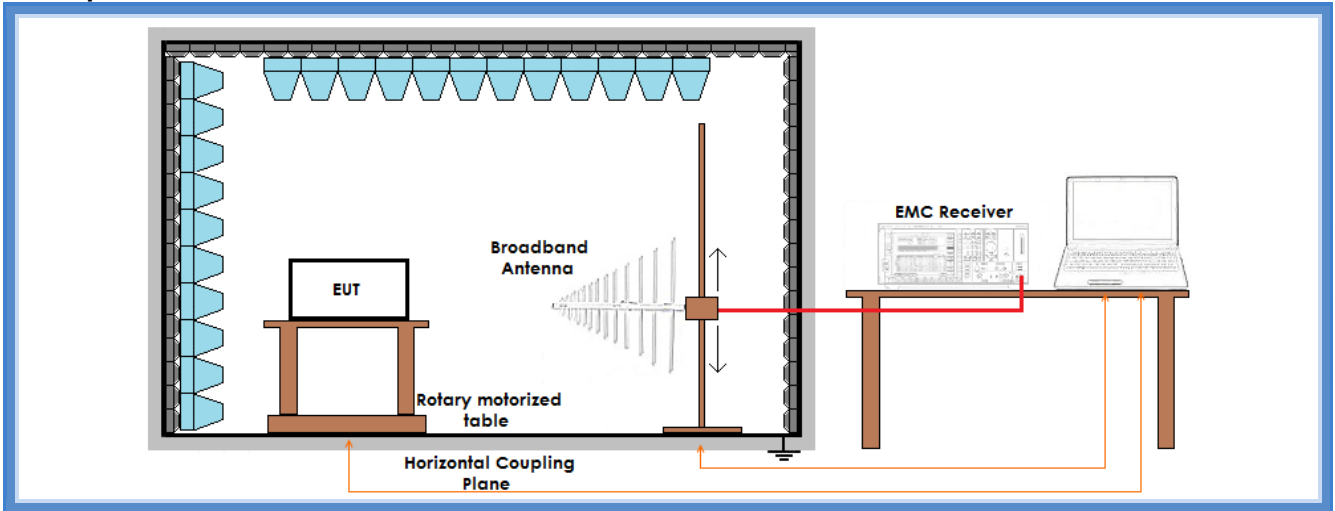 EMC Receiver
Broadband
Antenna
EUT
Rotary motorized
table
Horizontal Coupling
Plane